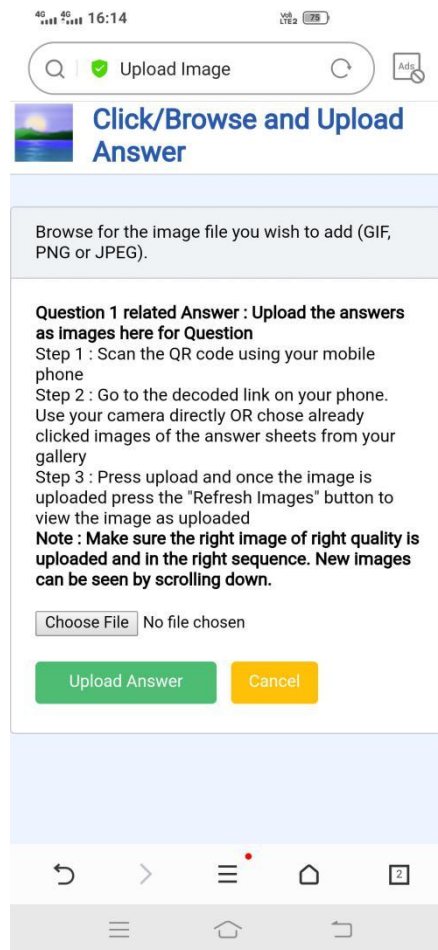 4G 4G 16:14 Vo) LTE2 75
Upload Image Ads
Click/Browse and Upload
Answer
Browse for the image file you wish to add (GIF,
PNG or JPEG).
Question 1 related Answer : Upload the answers
as images here for Question
Step 1 : Scan the QR code using your mobile
phone
Step 2 : Go to the decoded link on your phone.
Use your camera directly OR chose already
clicked images of the answer sheets from your
gallery
Step 3 : Press upload and once the image is
uploaded press the "Refresh Images" button to
view the image as uploaded
Note : Make sure the right image of right quality is
uploaded and in the right sequence. New images
can be seen by scrolling down.
Choose File No file chosen
Upload Answer Cancel
2